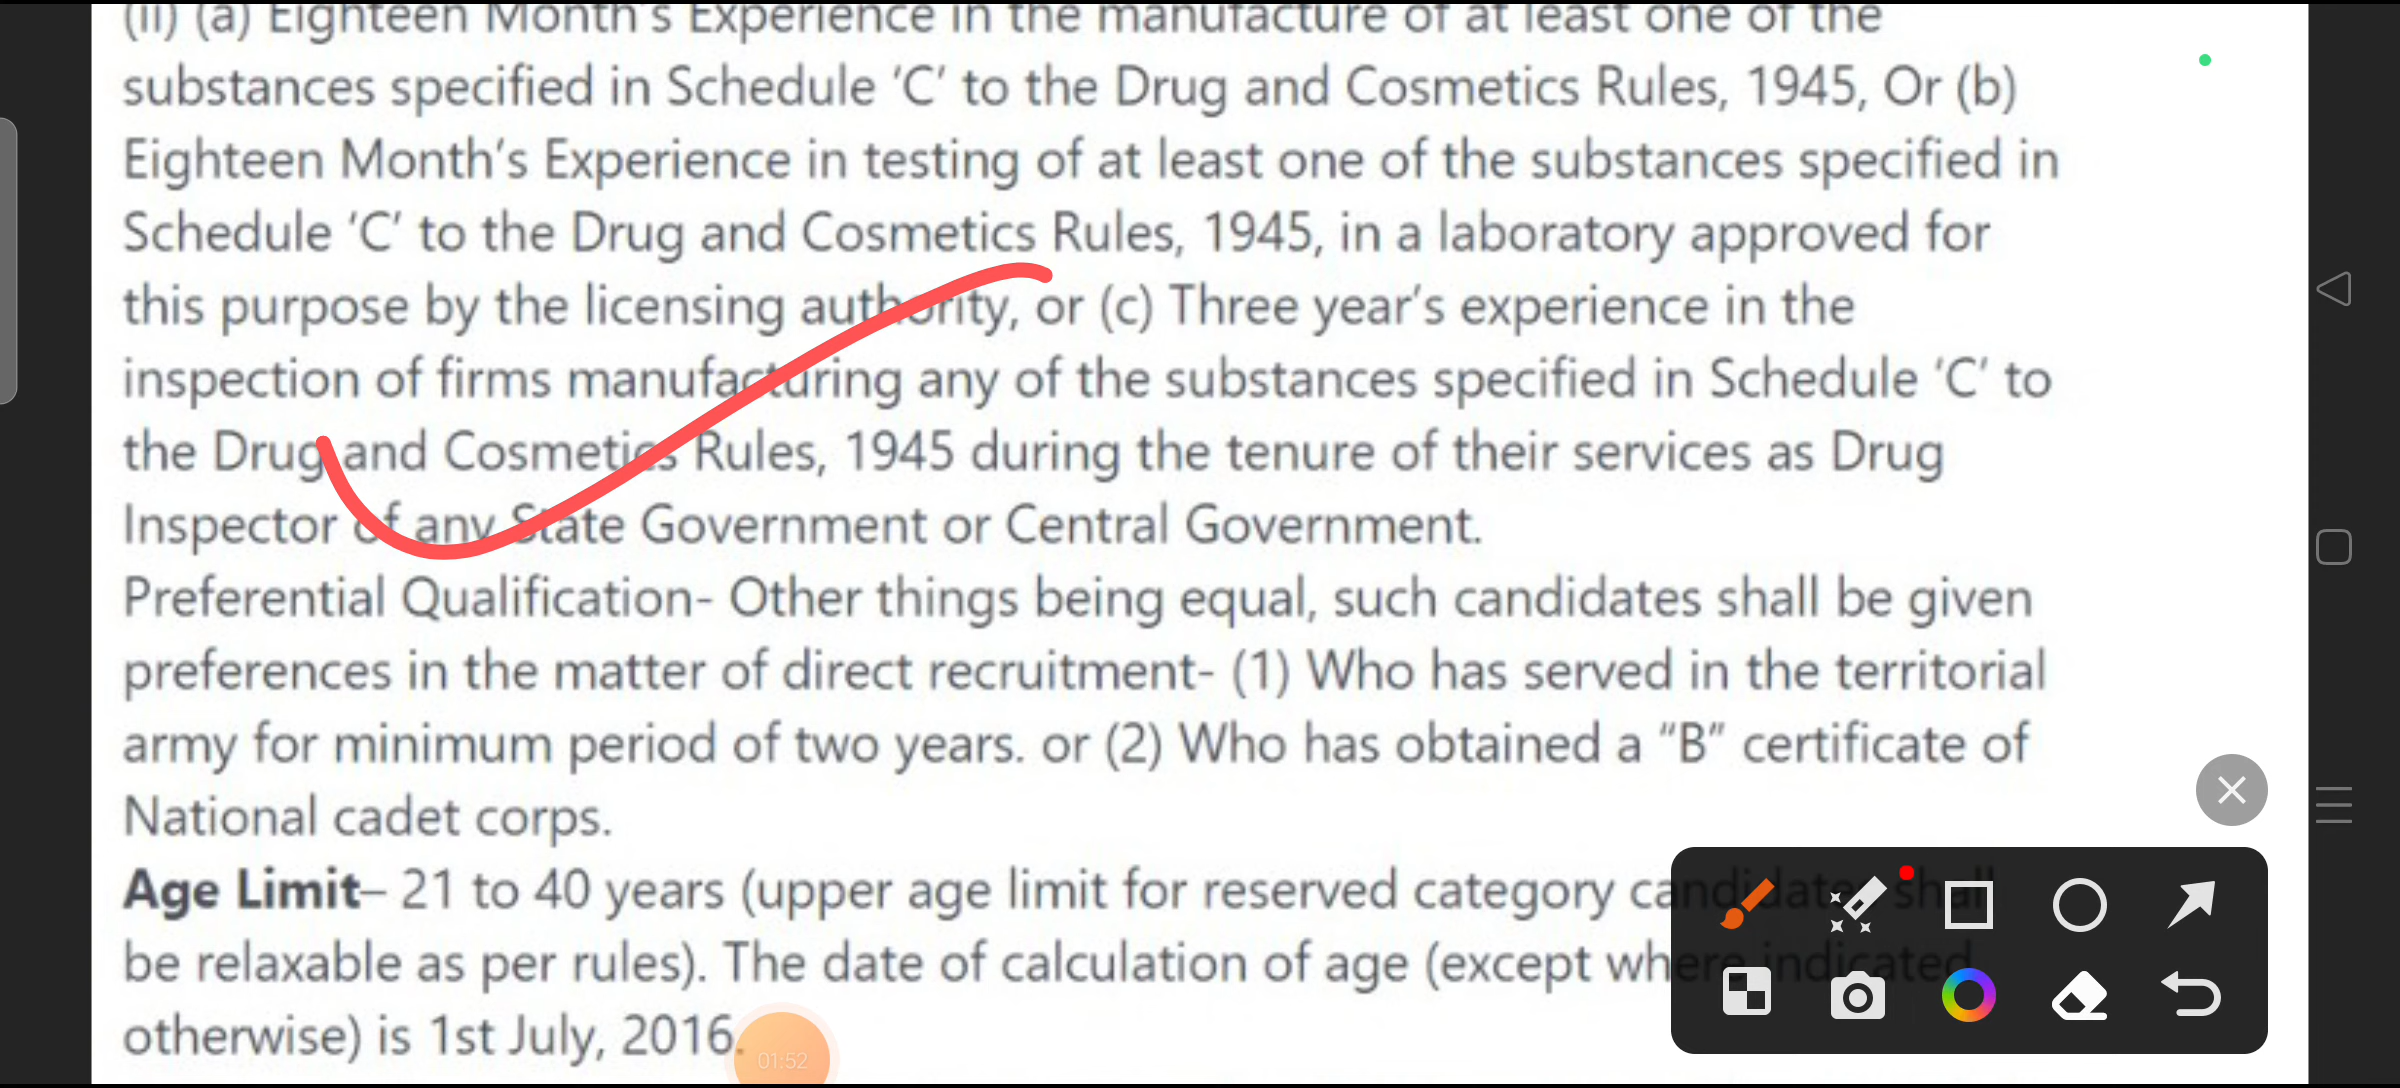 (ii) (a) Eighteen Month's Experience in the manufacture of at least one of the
substances specified in Schedule ‘C’ to the Drug and Cosmetics Rules, 1945, Or (b)
Eighteen Month’s Experience in testing of at least one of the substances specified in
Schedule ‘C’ to the Drug and Cosmetics Rules, 1945, in a laboratory approved for
this purpose by the licensing authority, or (c) Three year’s experience in the
inspection of firms manufacturing any of the substances specified in Schedule ‘C’ to
the Drug and Cosmetics Rules, 1945 during the tenure of their services as Drug
Inspector of any State Government or Central Government.
Preferential Qualification- Other things being equal, such candidates shall be given
preferences in the matter of direct recruitment- (1) Who has served in the territorial
army for minimum period of two years. or (2) Who has obtained a “B” certificate of
National cadet corps.
Age Limit– 21 to 40 years (upper age limit for reserved category candidates shall
be relaxable as per rules). The date of calculation of age (except where indicated
otherwise) is 1st July, 2016.
01:52